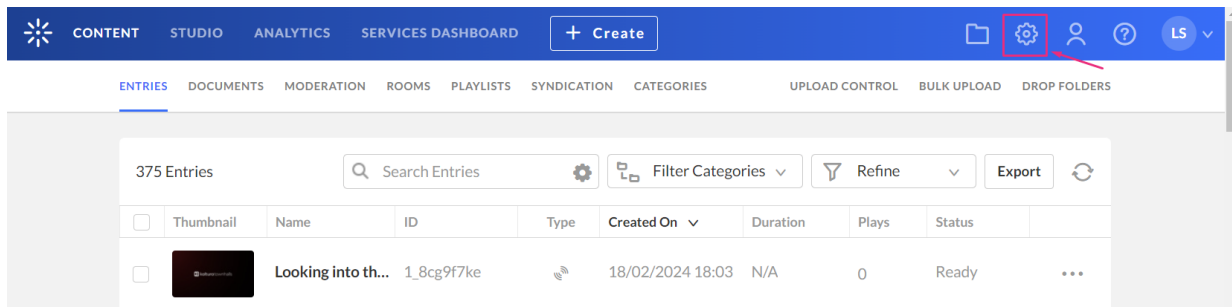 CONTENT STUDIO ANALYTICS SERVICES DASHBOARD + Create LS
ENTRIES DOCUMENTS MODERATION ROOMS PLAYLISTS SYNDICATION CATEGORIES UPLOAD CONTROL BULK UPLOAD DROP FOLDERS
375 Entries Search Entries Filter Categories Refine Export
Thumbnail Name ID Type Created On Duration Plays Status
Looking into th... 1_8cg9f7ke 18/02/2024 18:03 N/A 0 Ready